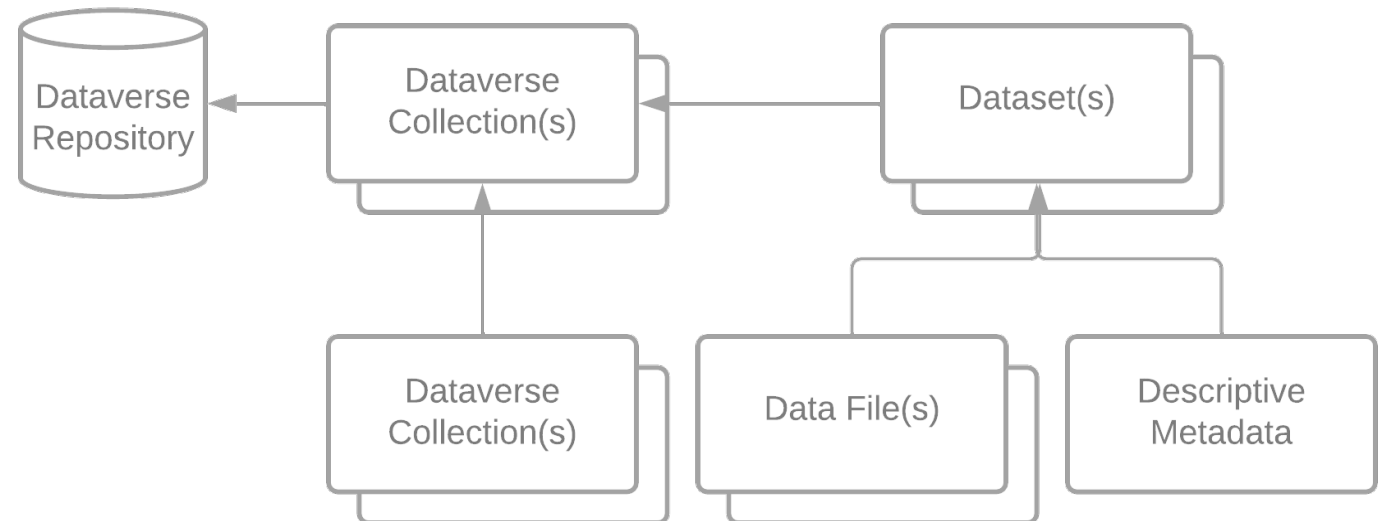 Dataverse
Repository
Dataverse
Collection(s)
Dataset(s)
Dataverse
Collection(s)
Data File(s)
Descriptive
Metadata